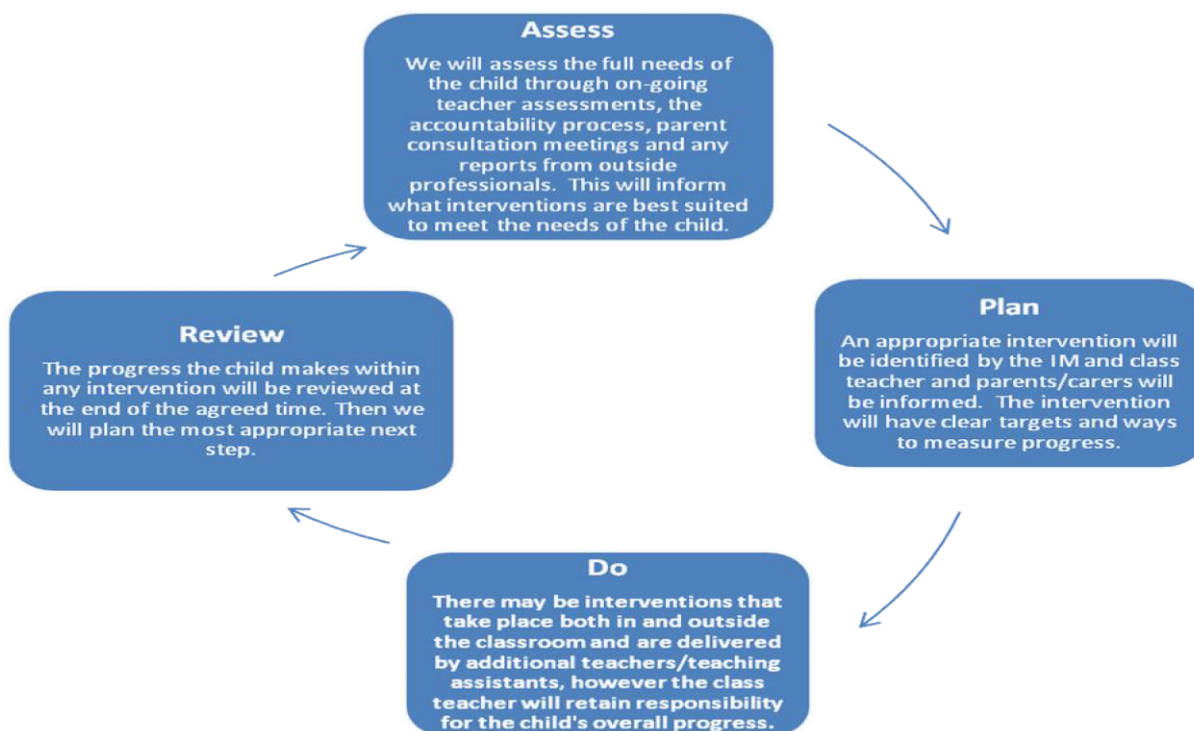 Assess
We will assess the full needs of
the child through on-going
teacher assessments, the
accountability process, parent
consultation meetings and any
reports from outside
professionals.  This will inform
what interventions are best suited
to meet the needs of the child.
Plan
An appropriate intervention will
be identified by the IM and class
teacher and parents/carers will
be informed.  The intervention
will have clear targets and ways
to measure progress.
Do
There may be interventions that
take place both in and outside
the classroom and are delivered
by additional teachers/teaching
assistants, however the class
teacher will retain responsibility
for the child's overall progress.
Review
The progress the child makes within
any intervention will be reviewed at
the end of the agreed time.  Then we
will plan the most appropriate next
step.